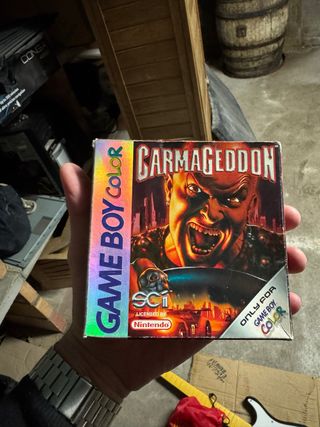 CARMAGEDDON
GAME BOY COLOR
SCi
LICENSED BY
Nintendo
ONLY FOR
GAME BOY
COLOR